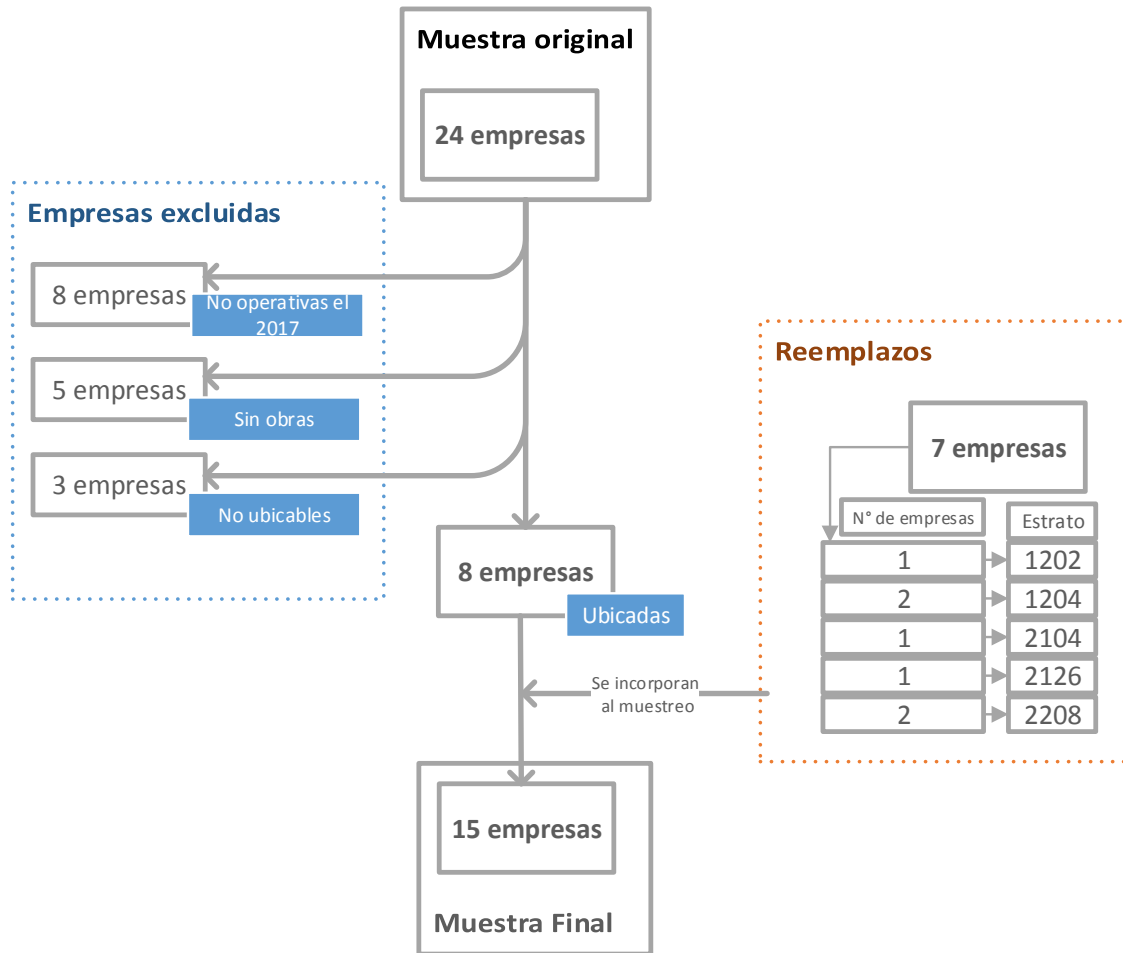 Muestra original
24 empresas
Empresas excluidas
8 empresas
No operativas el
2017
5 empresas
Sin obras
3 empresas
No ubicables
8 empresas
Ubicadas
Reemplazos
7 empresas
N° de empresas
Estrato
1
1202
2
1204
1
2104
1
2126
2
2208
Se incorporan
al muestreo
15 empresas
Muestra Final